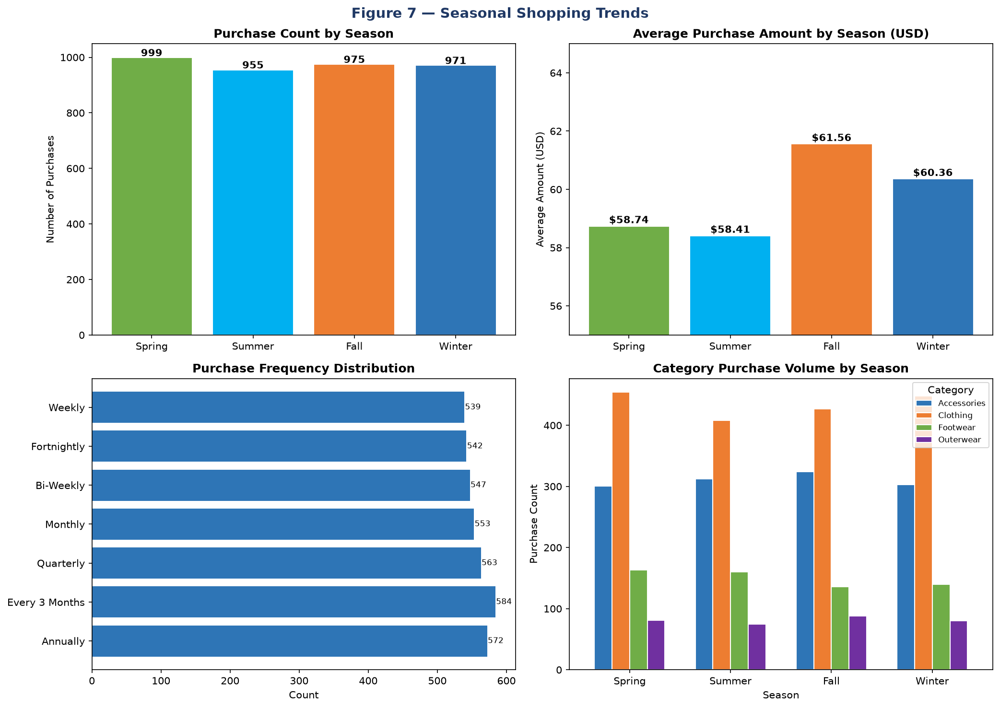 Figure 7 — Seasonal Shopping Trends
Purchase Count by Season
Number of Purchases
1000
800
600
400
200
0
999
955
975
971
Spring
Summer
Fall
Winter
Average Purchase Amount by Season (USD)
Average Amount (USD)
64
62
60
58
56
$58.74
$58.41
$61.56
$60.36
Spring
Summer
Fall
Winter
Purchase Frequency Distribution
Weekly
539
Fortnightly
542
Bi-Weekly
547
Monthly
553
Quarterly
563
Every 3 Months
584
Annually
572
0
100
200
300
400
500
600
Count
Category Purchase Volume by Season
Purchase Count
400
300
200
100
0
Category
Accessories
Clothing
Footwear
Outerwear
Spring
Summer
Fall
Winter
Season